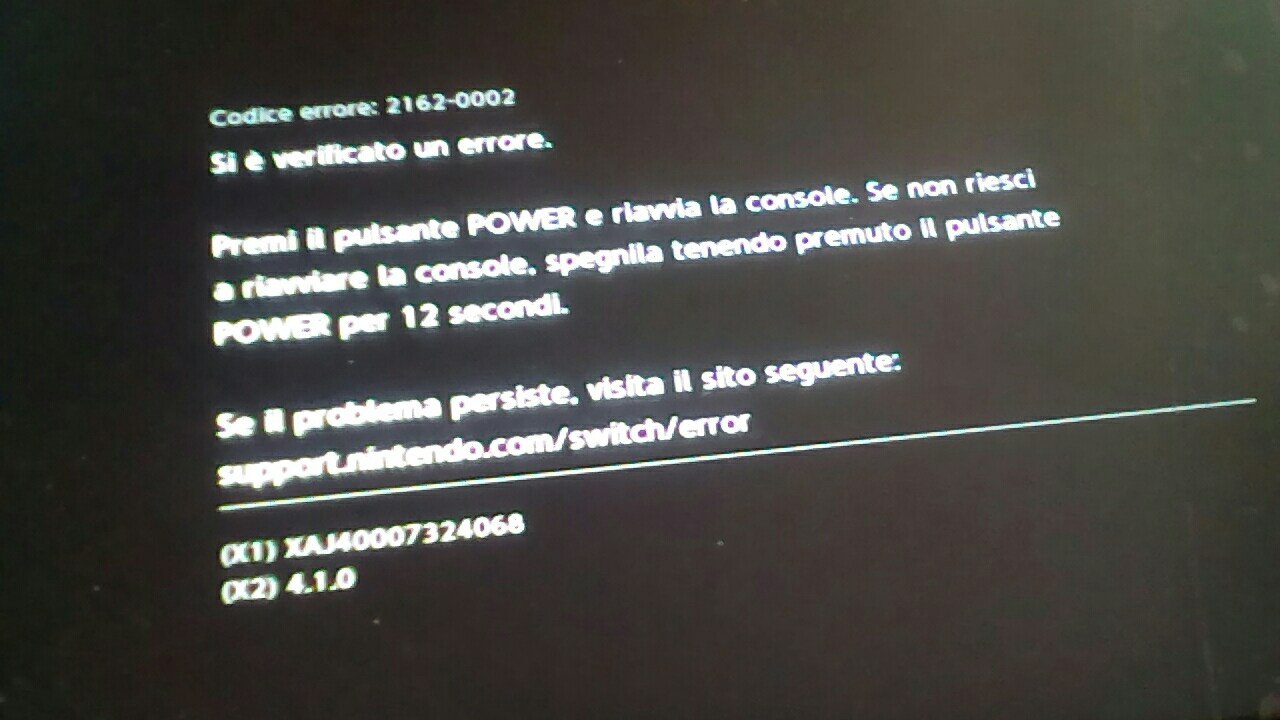 Codice errore: 2162-0002
Si è verificato un errore.
Premi il pulsante POWER e riavvia la console. Se non riesci
a riavviare la console, spegnila tenendo premuto il pulsante
POWER per 12 secondi.
Se il problema persiste, visita il sito seguente:
support.nintendo.com/switch/error
(X1) XAJ40007324068
(X2) 4.1.0